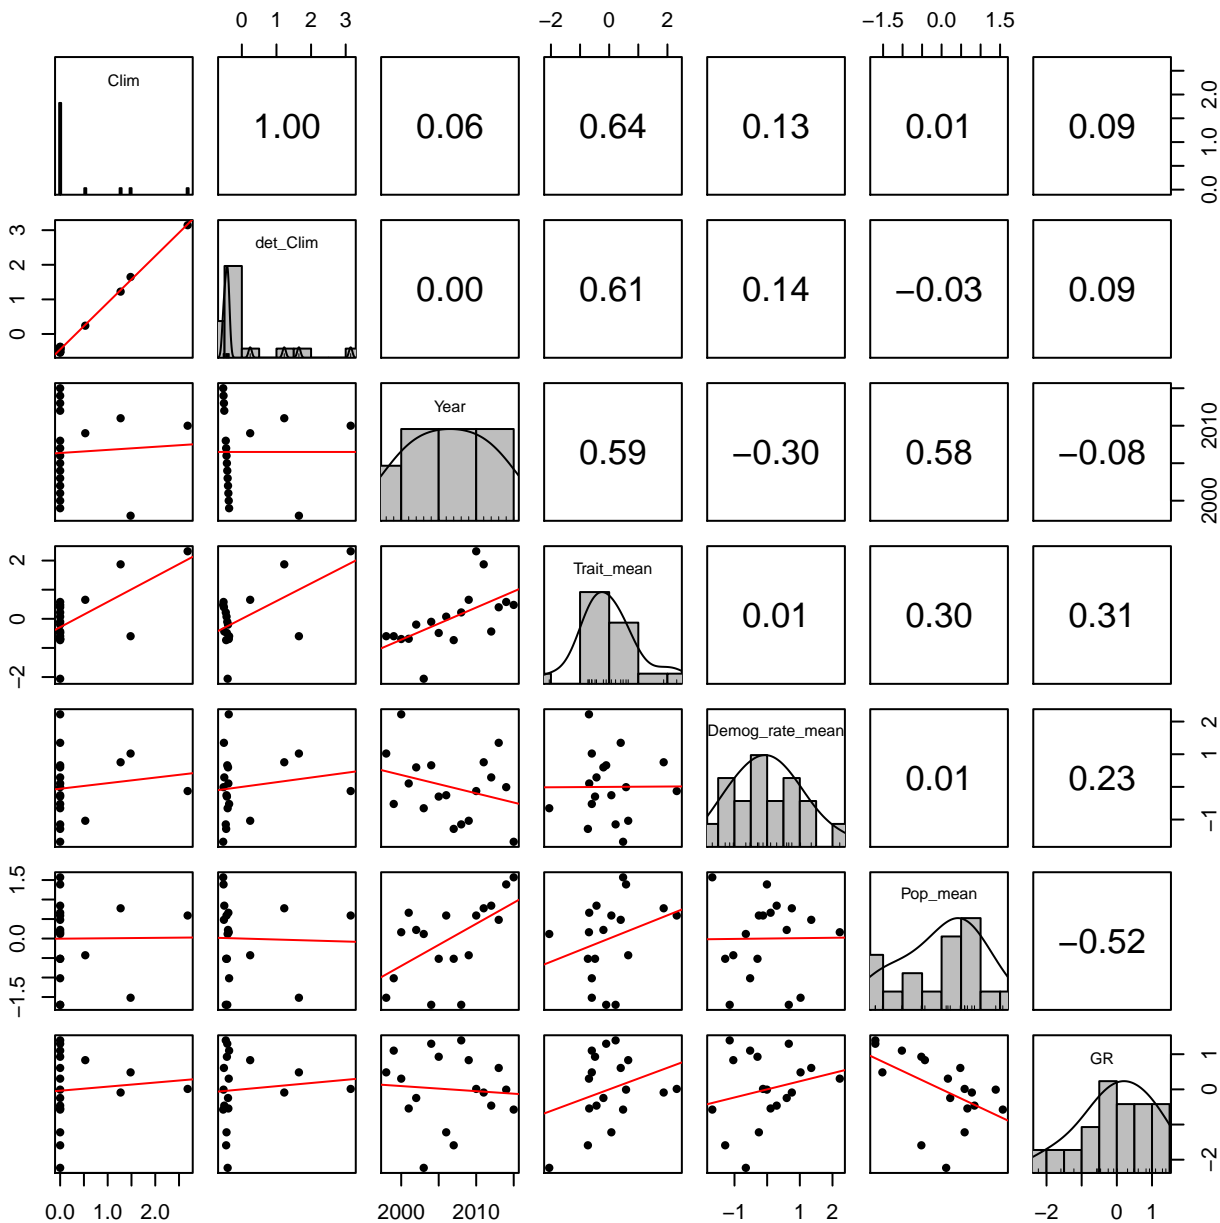 0 1 2 3 −2 0 2 −1.5 0.0 1.5
Clim 1.00 0.06 0.64 0.13 0.01 0.09 0.0 1.0 2.0
0 1 2 3 det_Clim 0.00 0.61 0.14 −0.03 0.09
Year 0.59 −0.30 0.58 −0.08 2000 2010
−2 0 2 Trait_mean 0.01 0.30 0.31
Demog_rate_mean 0.01 0.23 −1 1 2
−1.5 0.0 1.5 Pop_mean −0.52
GR −2 0 1
0.0 1.0 2.0 2000 2010 −1 1 2 −2 0 1